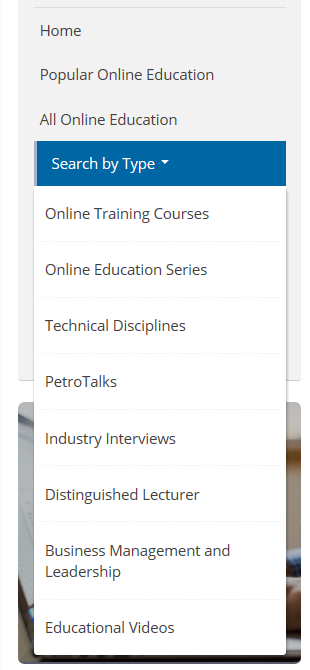 Home
Popular Online Education
All Online Education
Search by Type
Online Training Courses
Online Education Series
Technical Disciplines
PetroTalks
Industry Interviews
Distinguished Lecturer
Business Management and
Leadership
Educational Videos